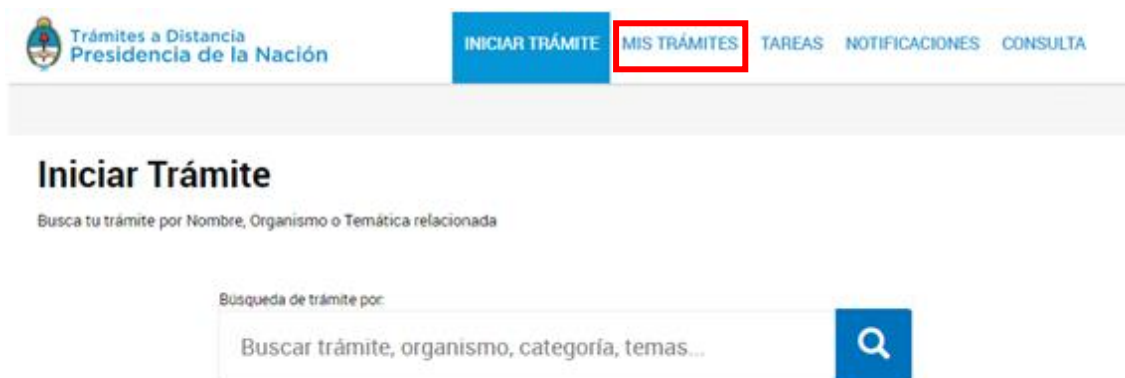 Trámites a Distancia
Presidencia de la Nación
INICIAR TRÁMITE MIS TRÁMITES TAREAS NOTIFICACIONES CONSULTA
Iniciar Trámite
Busca tu trámite por Nombre, Organismo o Temática relacionada
Búsqueda de trámite por:
Buscar trámite, organismo, categoría, temas...